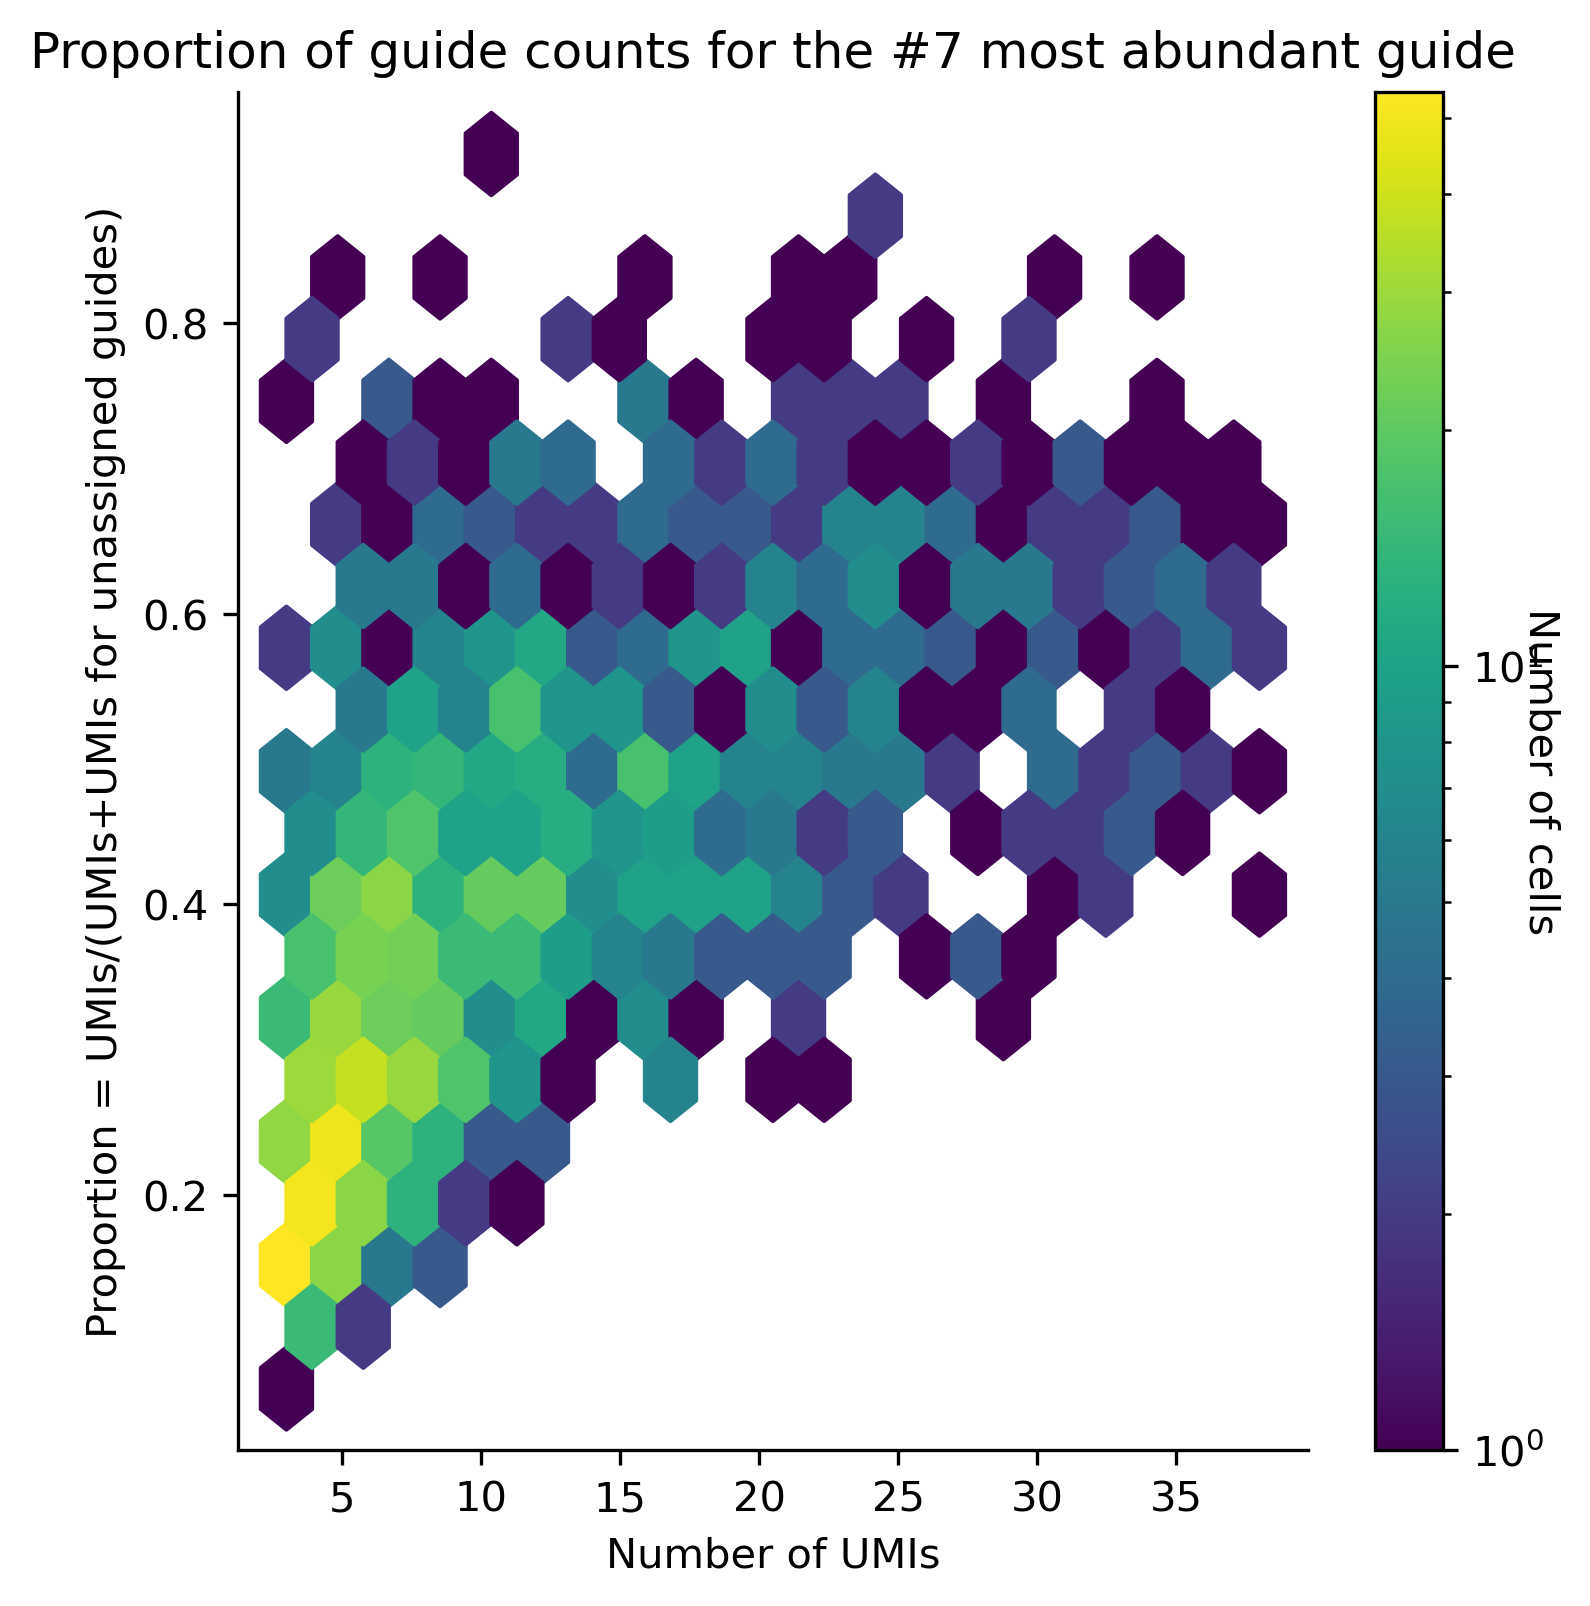 Proportion of guide counts for the #7 most abundant guide
Proportion = UMIs/(UMIs+UMIs for unassigned guides)
0.8
0.6
0.4
0.2
5 10 15 20 25 30 35
Number of UMIs
10¹
10⁰
Number of cells